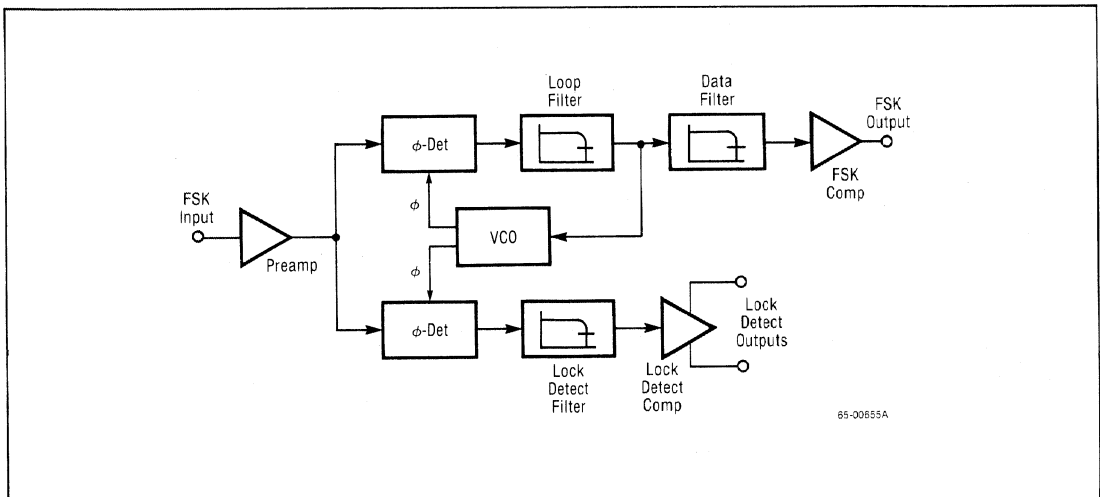 Loop
Filter
Data
Filter
FSK
Output
φ-Det
FSK
Comp
FSK
Input
φ
VCO
Preamp
φ
φ-Det
Lock
Detect
Outputs
Lock
Detect
Filter
Lock
Detect
Comp
65-00655A